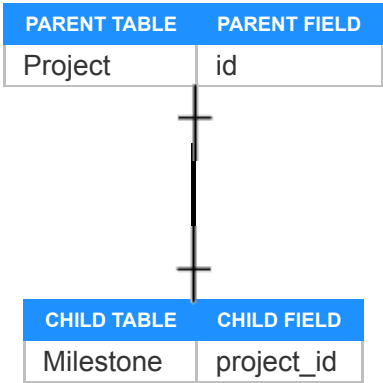 PARENT TABLE PARENT FIELD
Project id
CHILD TABLE CHILD FIELD
Milestone project_id